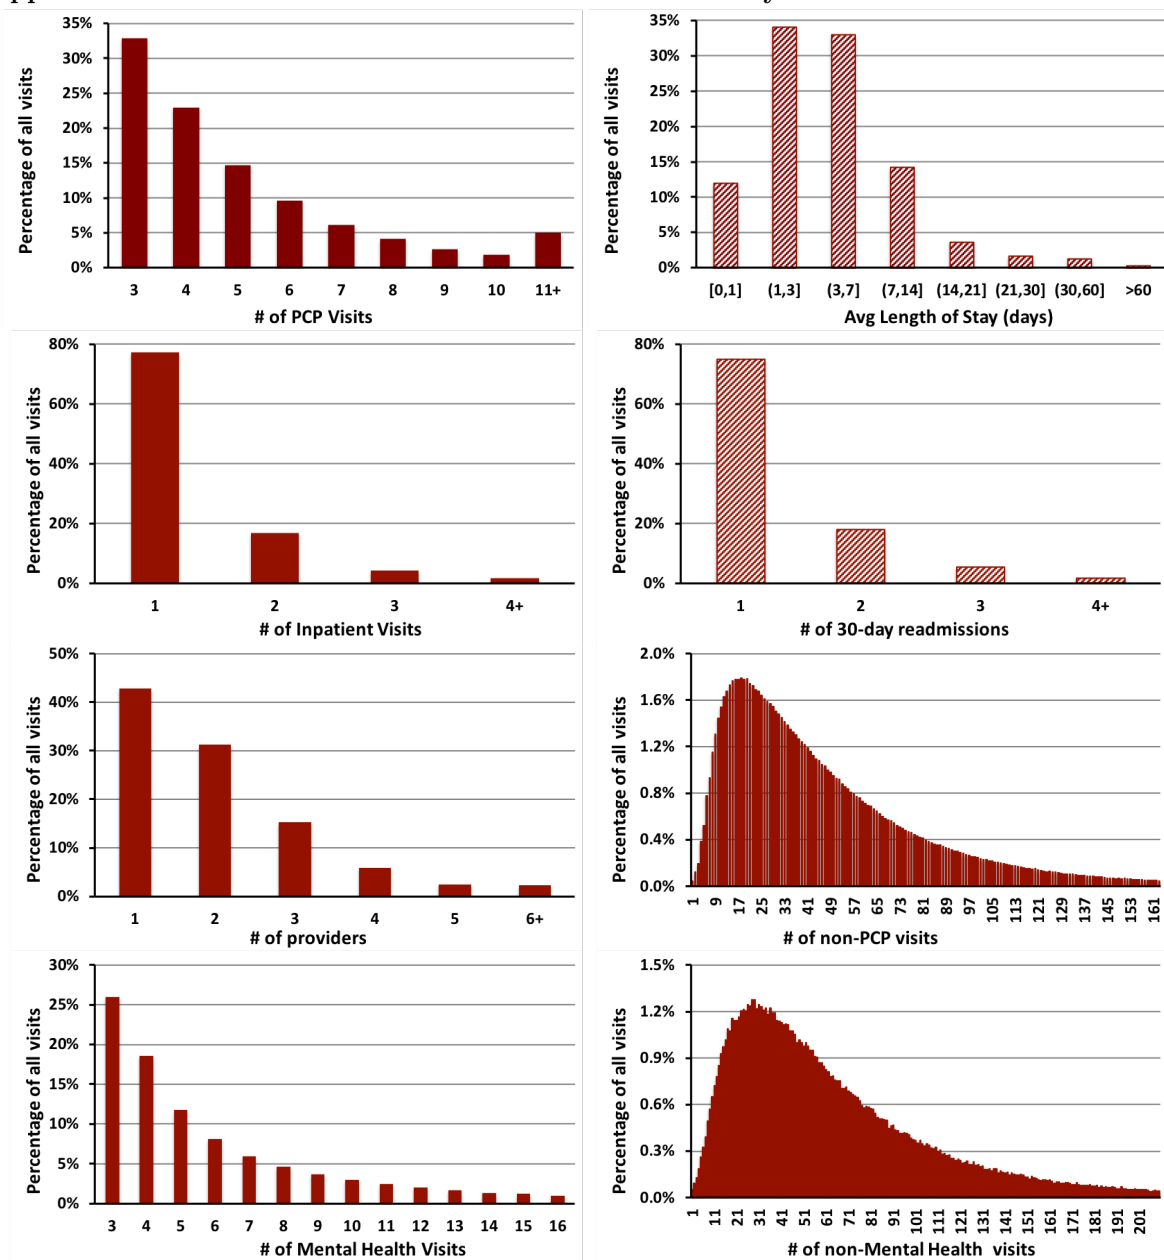 Percentage of all visits
35%
30%
25%
20%
15%
10%
5%
0%
3 4 5 6 7 8 9 10 11+
# of PCP Visits
Percentage of all visits
35%
30%
25%
20%
15%
10%
5%
0%
[0,1] (1,3] (3,7] (7,14] (14,21] (21,30] (30,60] >60
Avg Length of Stay (days)
Percentage of all visits
80%
60%
40%
20%
0%
1 2 3 4+
# of Inpatient Visits
Percentage of all visits
80%
60%
40%
20%
0%
1 2 3 4+
# of 30-day readmissions
Percentage of all visits
50%
40%
30%
20%
10%
0%
1 2 3 4 5 6+
# of providers
Percentage of all visits
2.0%
1.6%
1.2%
0.8%
0.4%
0.0%
1 9 17 25 33 41 49 57 65 73 81 89 97 105 113 121 129 137 145 153 161
# of non-PCP visits
Percentage of all visits
30%
25%
20%
15%
10%
5%
0%
3 4 5 6 7 8 9 10 11 12 13 14 15 16
# of Mental Health Visits
Percentage of all visits
1.5%
1.2%
0.9%
0.6%
0.3%
0.0%
1 11 21 31 41 51 61 71 81 91 101 111 121 131 141 151 161 171 181 191 201
# of non-Mental Health visits